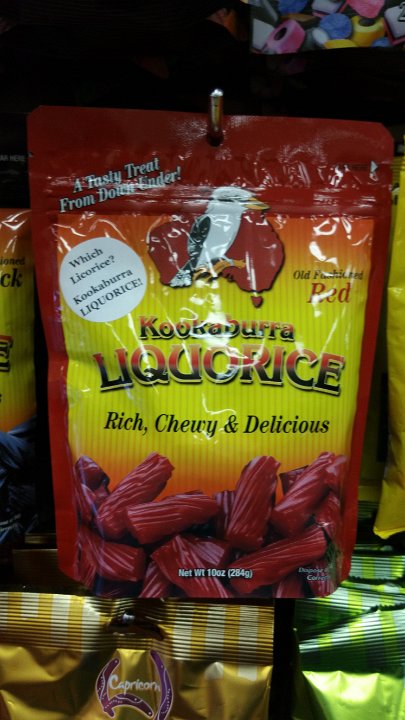 A Tasty Treat
From Down Under!
Which
Licorice?
Kookaburra
LIQUORICE!
Old Fashioned
Red
Kookaburra
LIQUORICE
Rich, Chewy & Delicious
Net Wt 10oz (284g)
Capricorn